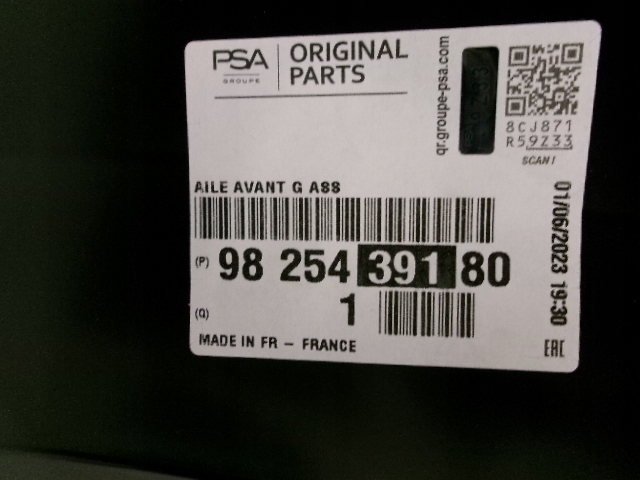 PSA
GROUPE
ORIGINAL
PARTS
qr.groupe-psa.com
8CJ871
R59Z33
SCAN !
AILE AVANT G ASS
(P) 98 254 391 80
(Q) 1
MADE IN FR - FRANCE
01/06/2023 19:30
EAC